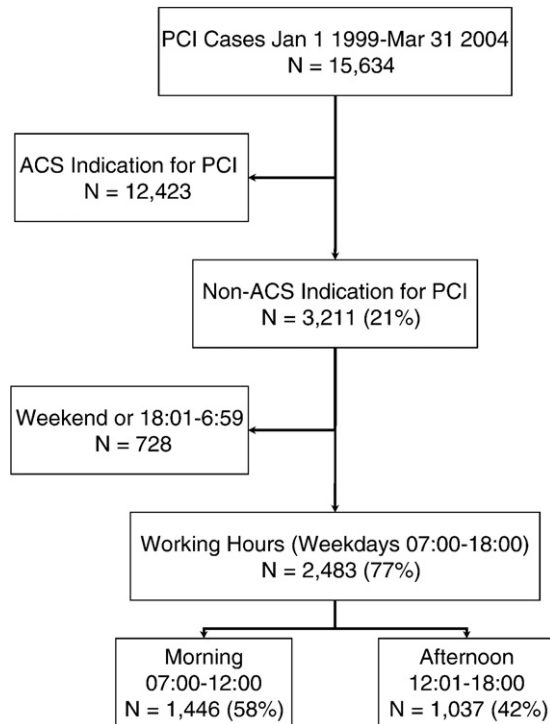 PCI Cases Jan 1 1999-Mar 31 2004
N = 15,634
ACS Indication for PCI
N = 12,423
Non-ACS Indication for PCI
N = 3,211 (21%)
Weekend or 18:01-6:59
N = 728
Working Hours (Weekdays 07:00-18:00)
N = 2,483 (77%)
Morning
07:00-12:00
N = 1,446 (58%)
Afternoon
12:01-18:00
N = 1,037 (42%)